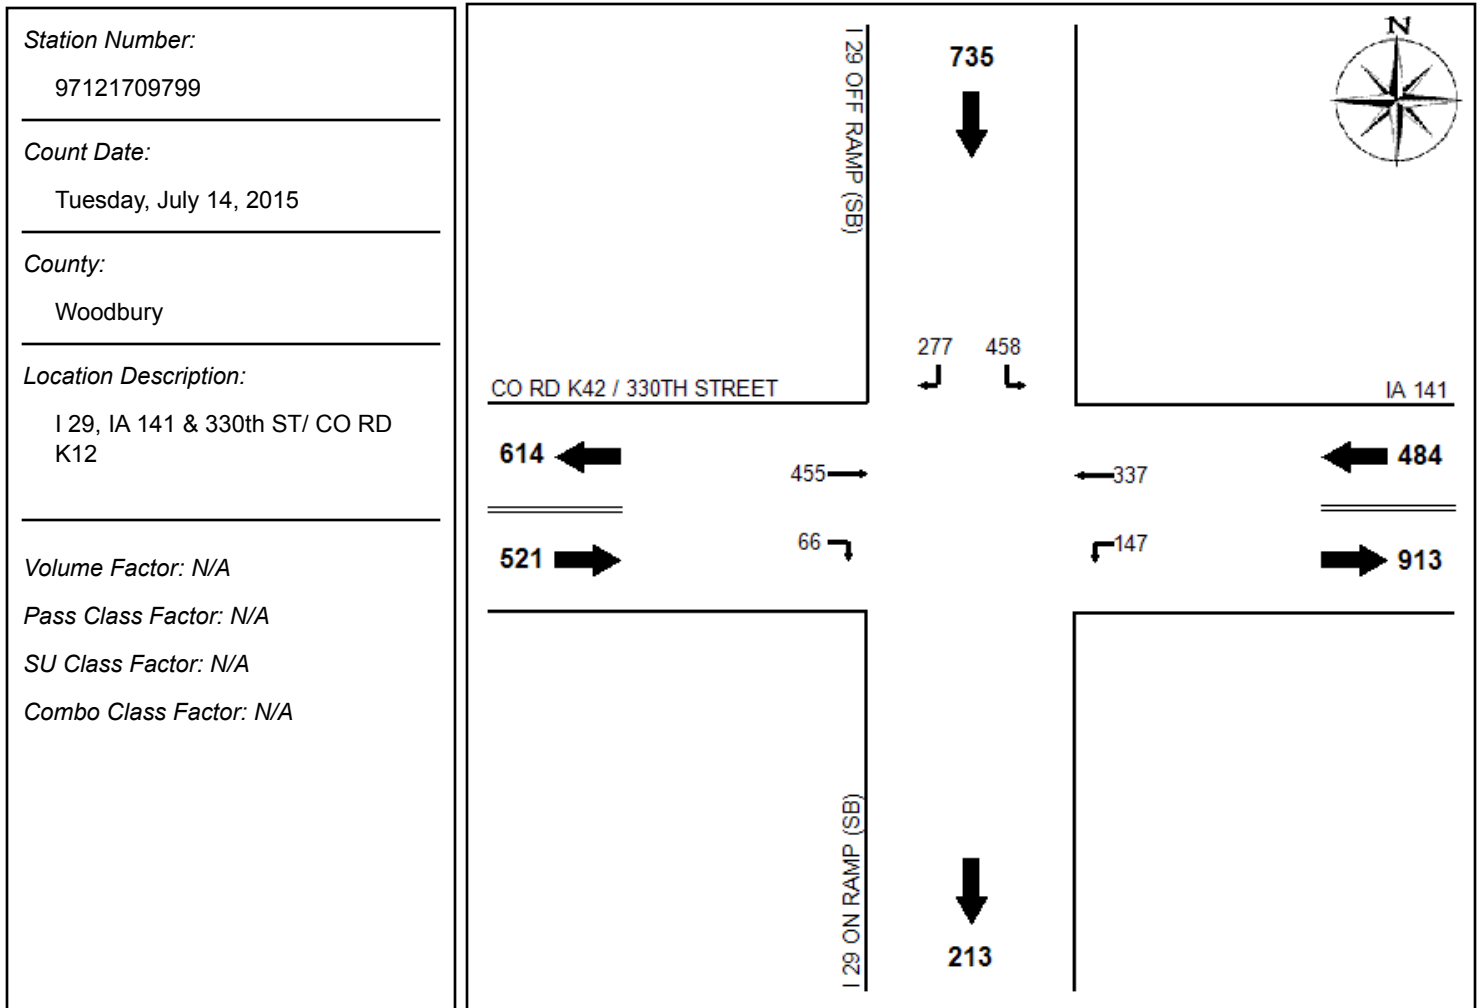 Station Number:
97121709799
Count Date:
Tuesday, July 14, 2015
County:
Woodbury
Location Description:
I 29, IA 141 & 330th ST/ CO RD
K12
Volume Factor: N/A
Pass Class Factor: N/A
SU Class Factor: N/A
Combo Class Factor: N/A
N
I 29 OFF RAMP (SB)
735
277 458
CO RD K42 / 330TH STREET
IA 141
614
455
337
484
521
66
147
913
I 29 ON RAMP (SB)
213